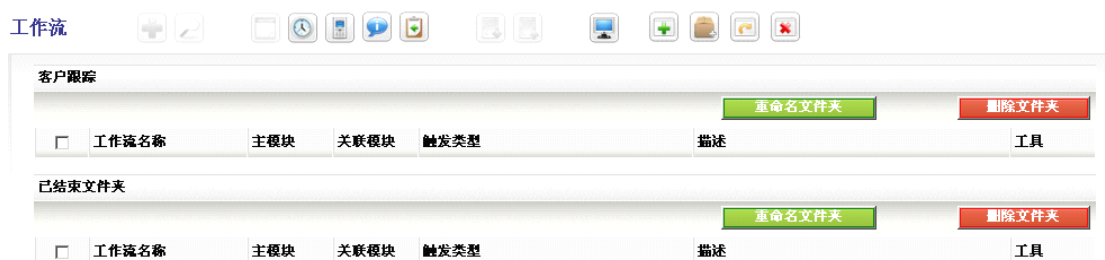 工作流
客户跟踪
重命名文件夹 删除文件夹
工作流名称 主模块 关联模块 触发类型 描述 工具
已结束文件夹
重命名文件夹 删除文件夹
工作流名称 主模块 关联模块 触发类型 描述 工具